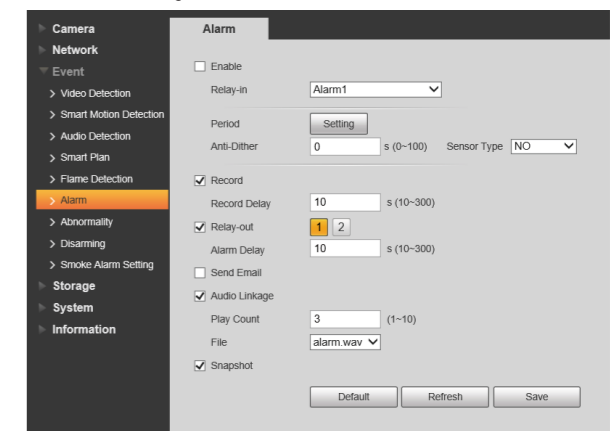 Camera
Network
Event
Video Detection
Smart Motion Detection
Audio Detection
Smart Plan
Flame Detection
Alarm
Abnormality
Disarming
Smoke Alarm Setting
Storage
System
Information
Alarm
Enable
Relay-in Alarm1
Period Setting
Anti-Dither 0 s (0~100) Sensor Type NO
Record
Record Delay 10 s (10~300)
Relay-out 1 2
Alarm Delay 10 s (10~300)
Send Email
Audio Linkage
Play Count 3 (1~10)
File alarm.wav
Snapshot
Default Refresh Save